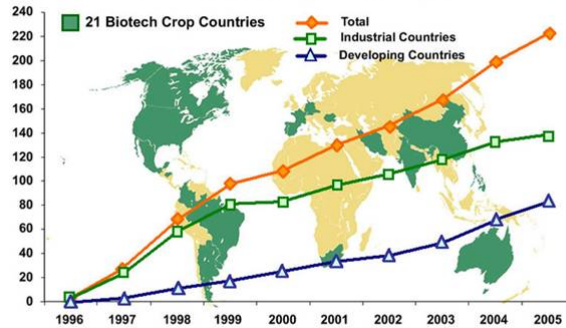 240
220
200
180
160
140
120
100
80
60
40
20
0
21 Biotech Crop Countries
Total
Industrial Countries
Developing Countries
1996 1997 1998 1999 2000 2001 2002 2003 2004 2005